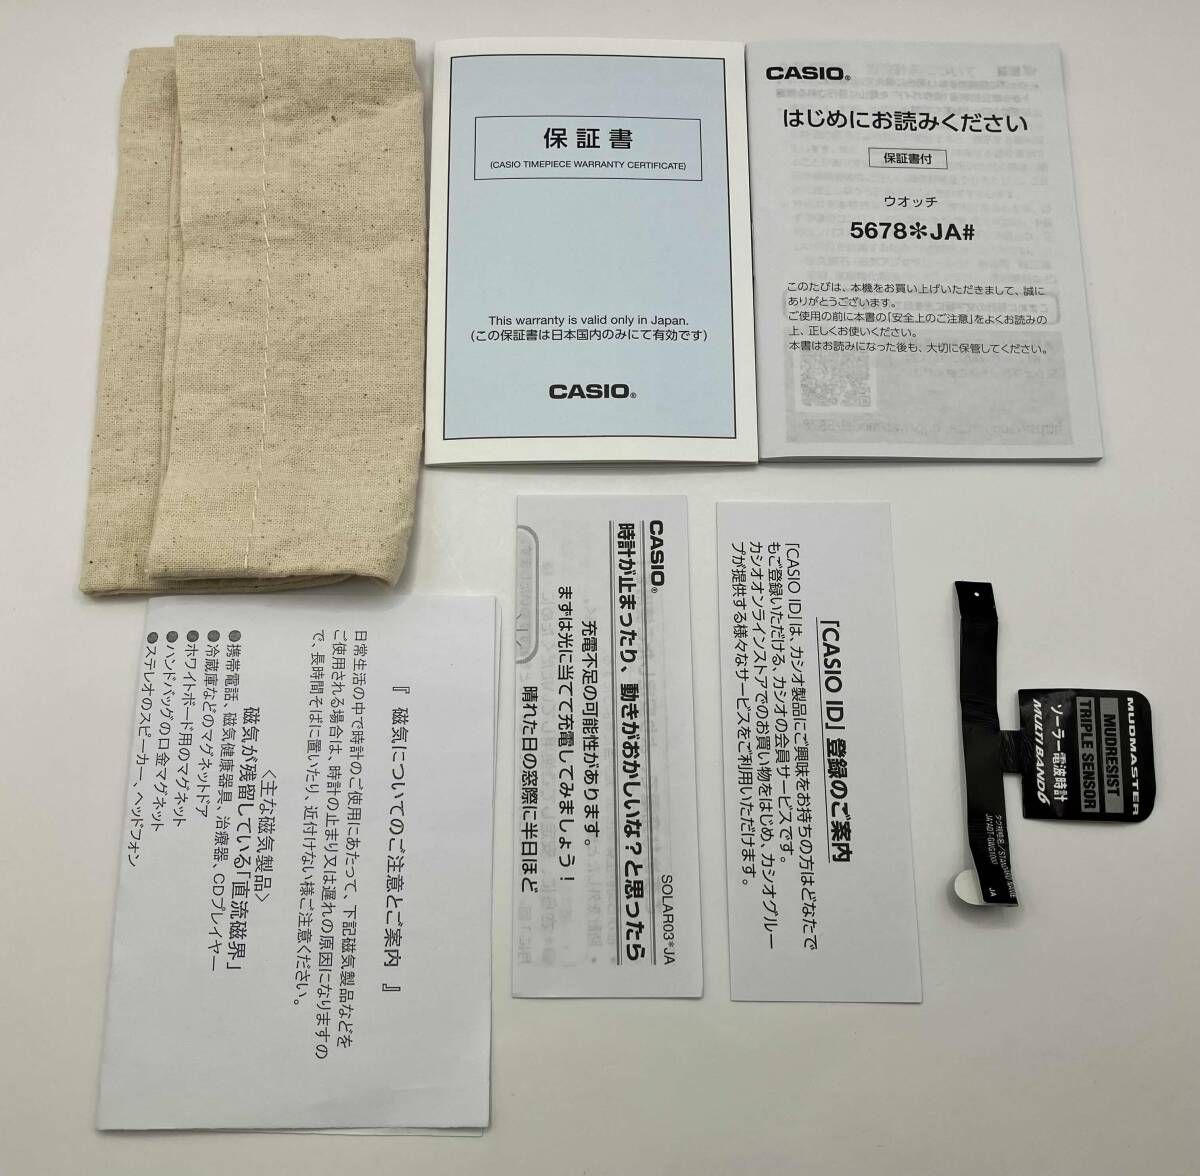 保証書
(CASIO TIMEPIECE WARRANTY CERTIFICATE)
This warranty is valid only in Japan.
(この保証書は日本国内のみにて有効です)
CASIO®
CASIO®
はじめにお読みください
保証書付
ウオッチ
5678✽JA#
このたびは、本機をお買い上げいただきまして、誠に
ありがとうございます。
ご使用の前に本書の「安全上のご注意」をよくお読みの
上、正しくお使いください。
本書はお読みになった後も、大切に保管してください。
『 磁気についてのご注意とご案内 』
日常生活の中で時計のご使用にあたって、下記磁気製品などを
ご使用される場合は、時計の止まり又は遅れの原因になりますの
で、長時間そばに置いたり、近付けない様ご注意ください。
〈主な磁気製品〉
磁気が残留している「直流磁界」
●携帯電話、磁気健康器具、治療器、CDプレイヤー
●冷蔵庫などのマグネットドア
●ホワイトボード用のマグネット
●ハンドバッグの口金マグネット
●ステレオのスピーカー、ヘッドフォン
CASIO®
SOLAR03*JA
時計が止まったり、動きがおかしいな？と思ったら
充電不足の可能性があります。
まずは光に当てて充電してみましょう！
晴れた日の窓際に半日ほど
「CASIO ID」登録のご案内
「CASIO ID」は、カシオ製品にご興味をお持ちの方はどなたで
もご登録いただける、カシオの会員サービスです。
カシオオンラインストアでのお買い物をはじめ、カシオグルー
プが提供する様々なサービスをご利用いただけます。
MUDMASTER
MUDRESIST
TRIPLE SENSOR
ソーラー電波時計
MULTIBAND6
JA